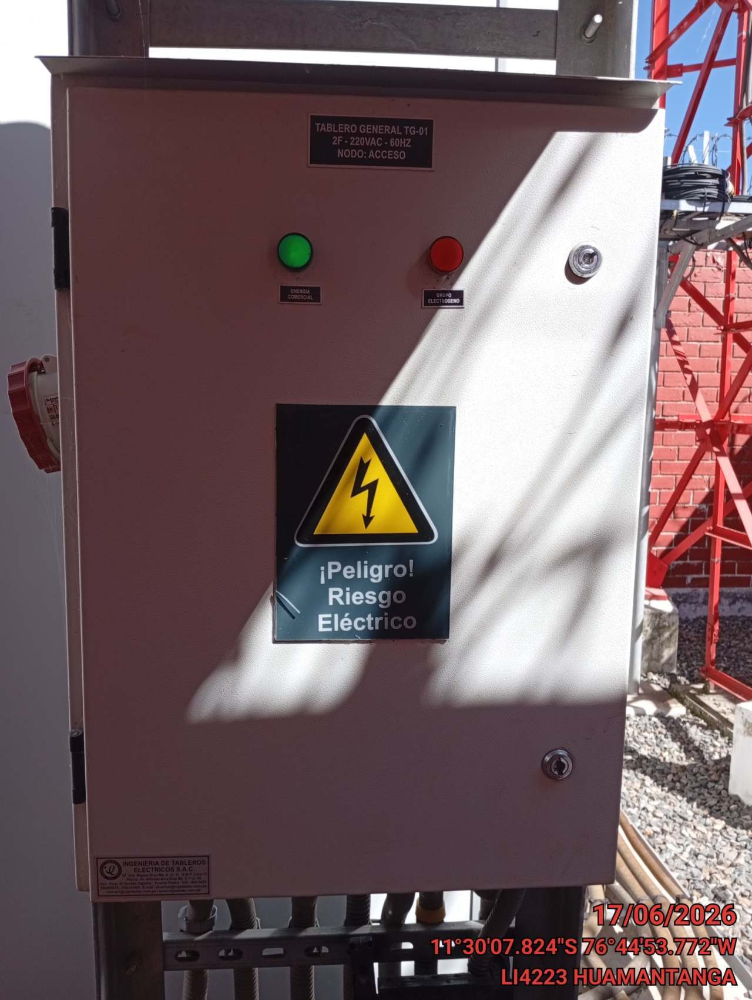 TABLERO GENERAL TG-01
2F - 220VAC - 60HZ
NODO: ACCESO
ENERGIA
COMERCIAL
GRUPO
ELECTROGENO
¡Peligro!
Riesgo
Eléctrico
INGENIERIA DE TABLEROS
ELECTRICOS S.A.C.
17/06/2026
11°30'07.824"S 76°44'53.772"W
LI4223 HUAMANTANGA